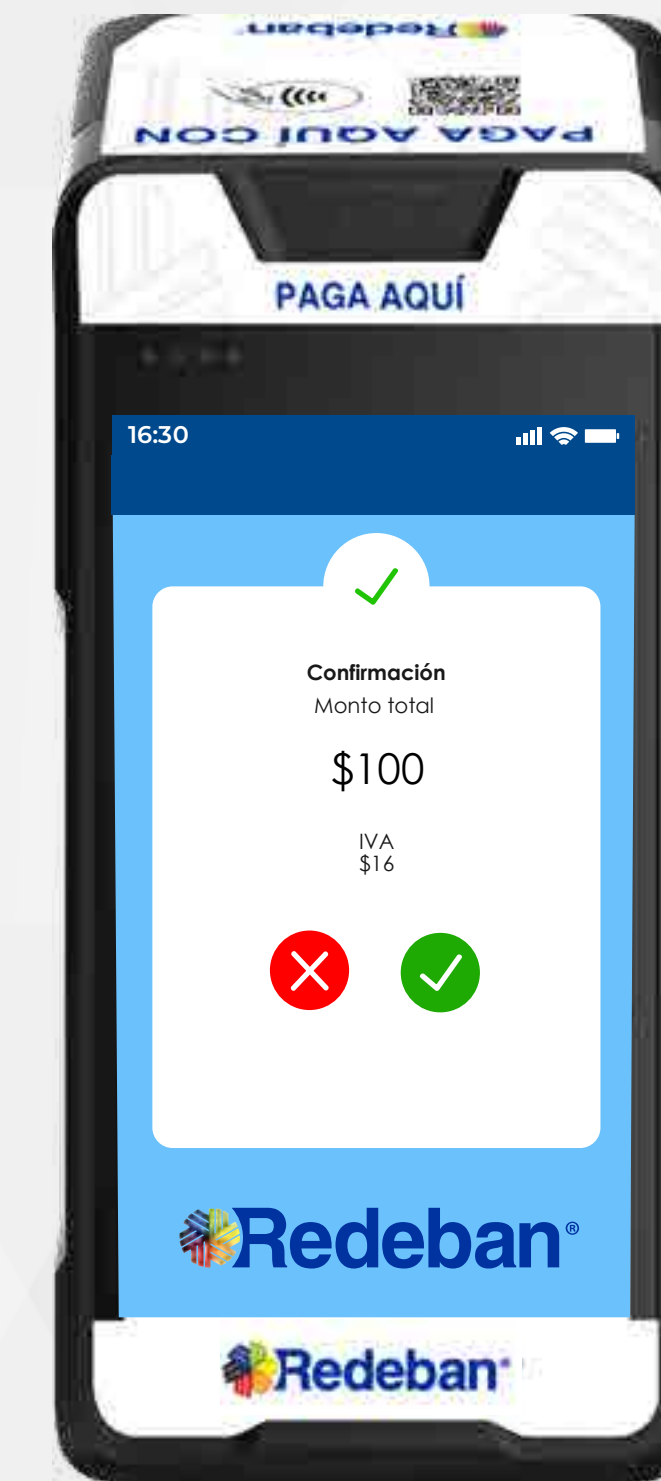 Redeban
PAGA AQUÍ CON
PAGA AQUÍ
16:30
Confirmación
Monto total
$100
IVA
$16
Redeban®
Redeban